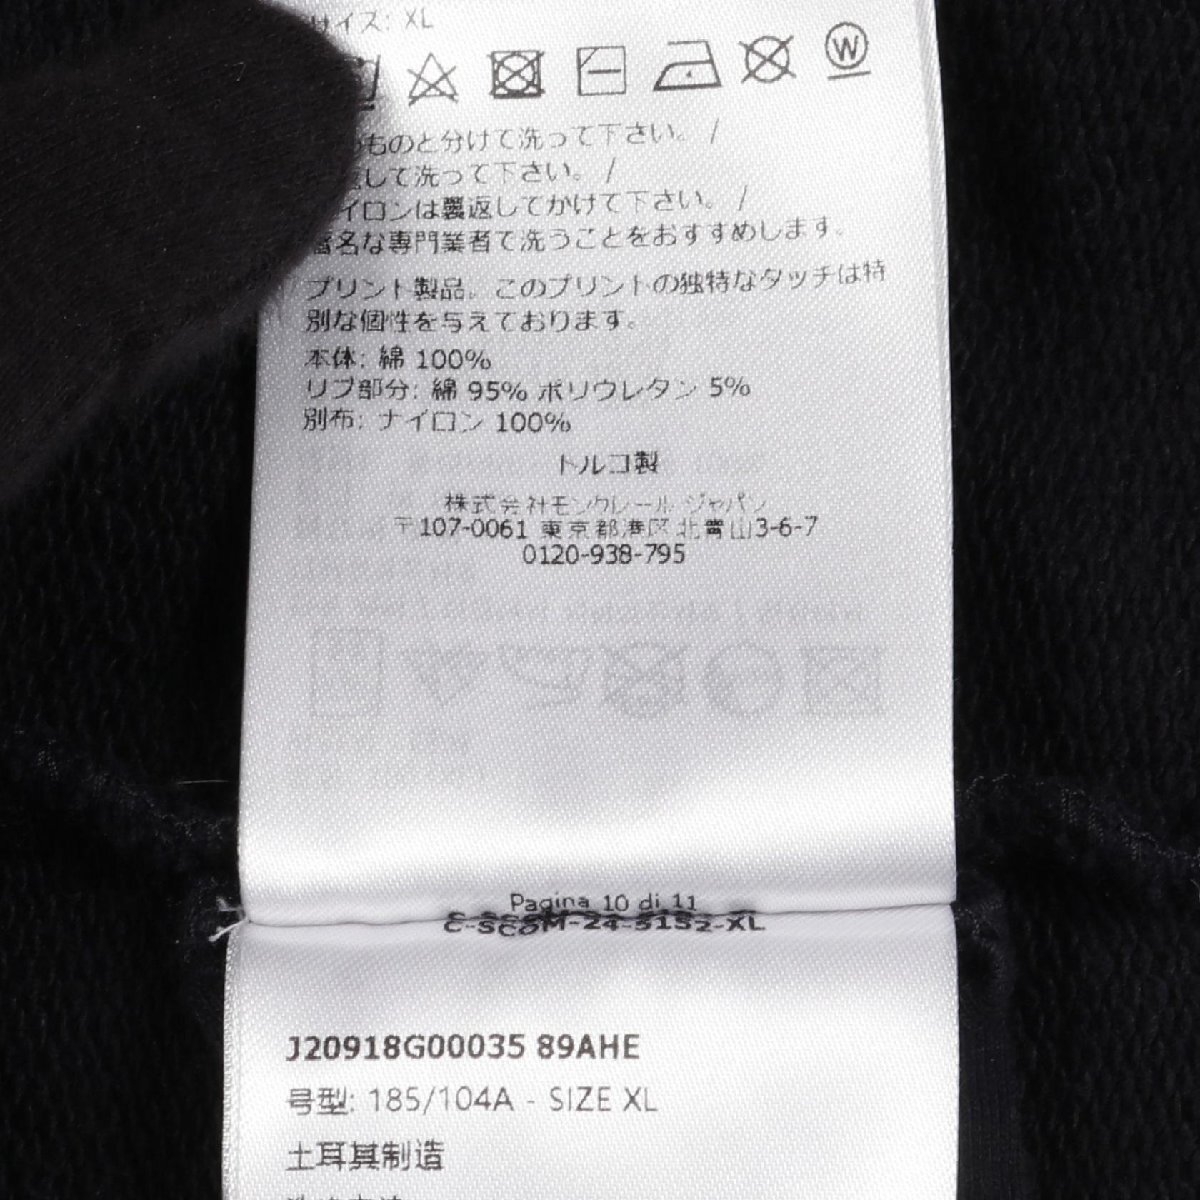 サイズ: XL
W
ものと分けて洗って下さい。 /
して洗って下さい。 /
イロンは裏返してかけて下さい。 /
著名な専門業者で洗うことをおすすめします。
プリント製品。このプリントの独特なタッチは特
別な個性を与えております。
本体: 綿 100%
リブ部分: 綿 95% ポリウレタン 5%
別布: ナイロン 100%
トルコ製
株式会社モンクレール ジャパン
〒107-0061 東京都港区北青山3-6-7
0120-938-795
Pagina 10 di 11
C-SCOM-24-5152-XL
J20918G00035 89AHE
号型: 185/104A - SIZE XL
土耳其制造